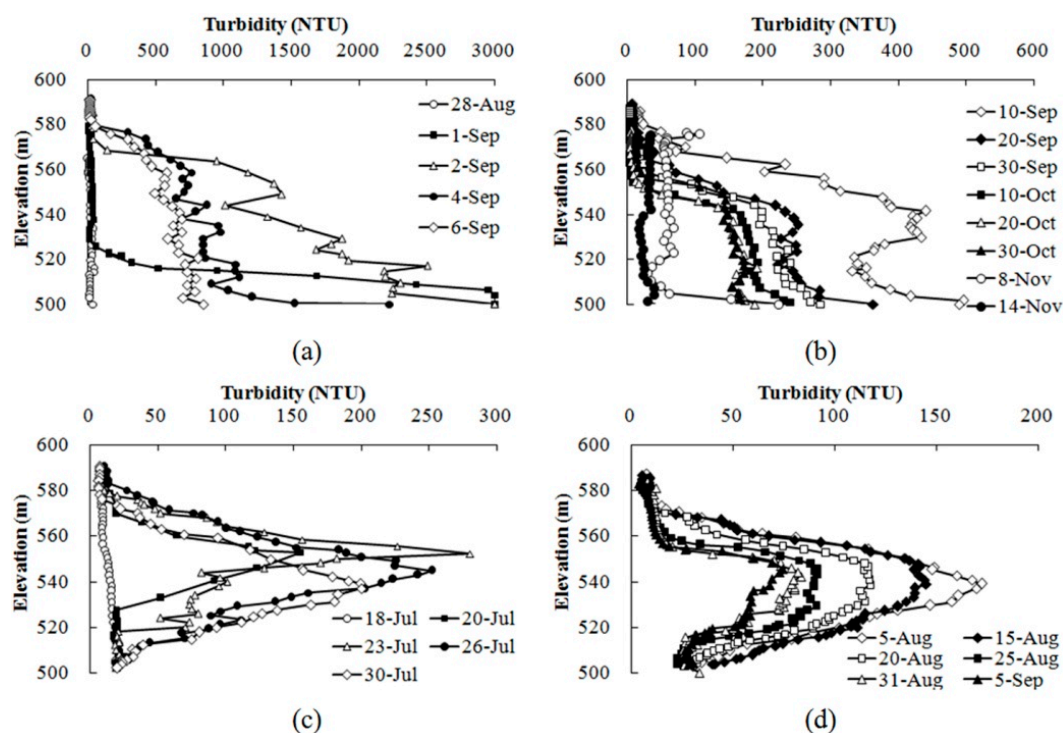 Turbidity (NTU)
0 500 1000 1500 2000 2500 3000
600
580
560
540
520
500
Elevation (m)
28-Aug
1-Sep
2-Sep
4-Sep
6-Sep
(a)
Turbidity (NTU)
0 100 200 300 400 500 600
600
580
560
540
520
500
Elevation (m)
10-Sep
20-Sep
30-Sep
10-Oct
20-Oct
30-Oct
8-Nov
14-Nov
(b)
Turbidity (NTU)
0 50 100 150 200 250 300
600
580
560
540
520
500
Elevation (m)
18-Jul 20-Jul
23-Jul 26-Jul
30-Jul
(c)
Turbidity (NTU)
0 50 100 150 200
600
580
560
540
520
500
Elevation (m)
5-Aug 15-Aug
20-Aug 25-Aug
31-Aug 5-Sep
(d)